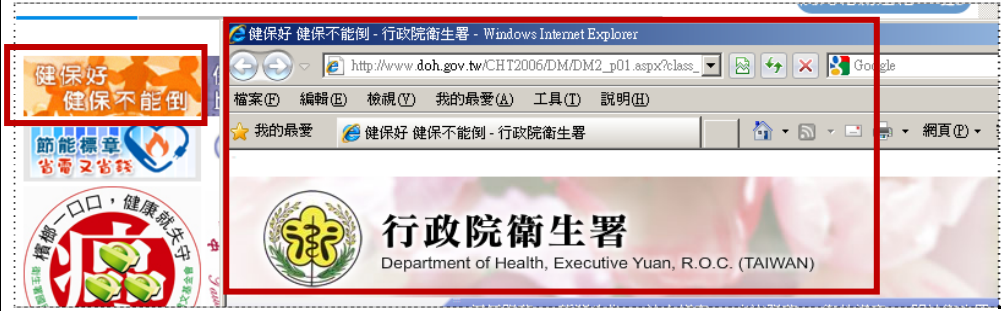 健保好
健保不能倒
節能標章
省電又省錢
檳榔一口口，健康就失守
癌
健保好 健保不能倒 - 行政院衛生署 - Windows Internet Explorer
http://www.doh.gov.tw/CHT2006/DM/DM2_p01.aspx?class_
Google
檔案(F) 編輯(E) 檢視(V) 我的最愛(A) 工具(T) 說明(H)
我的最愛
健保好 健保不能倒 - 行政院衛生署
網頁(P)
行政院衛生署
Department of Health, Executive Yuan, R.O.C. (TAIWAN)